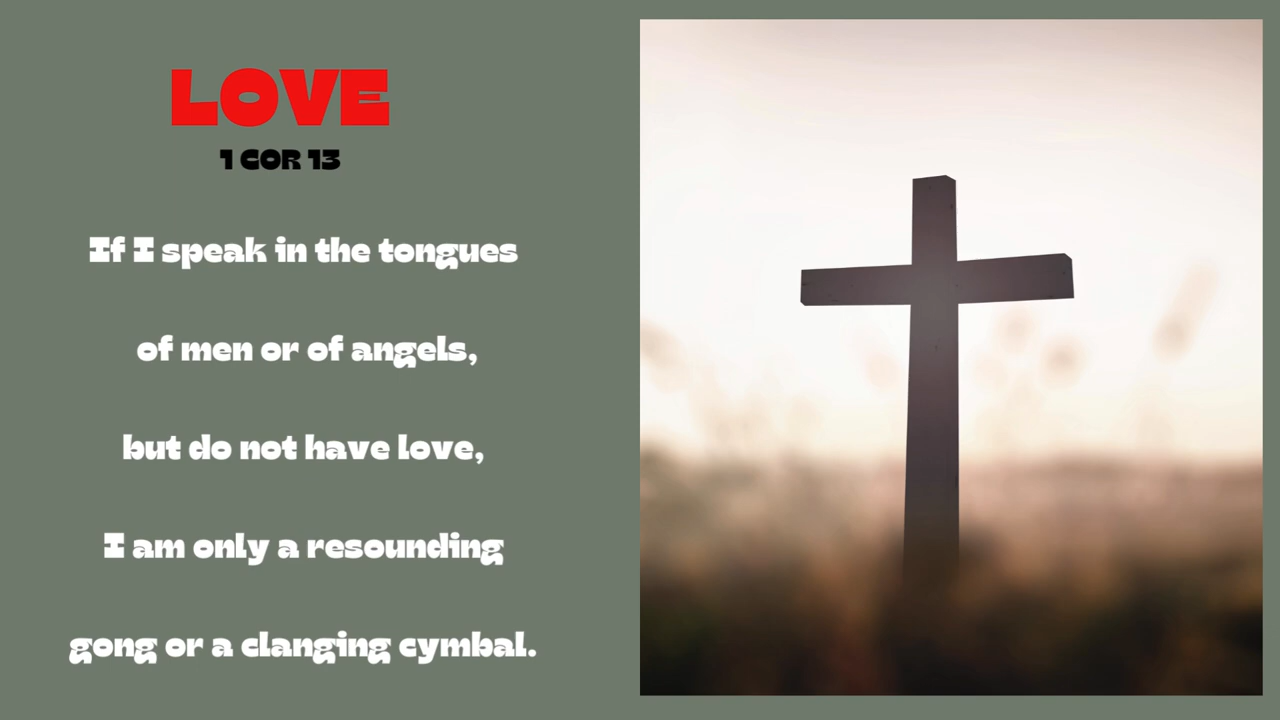 LOVE
1 COR 13
If I speak in the tongues
of men or of angels,
but do not have love,
I am only a resounding
gong or a clanging cymbal.